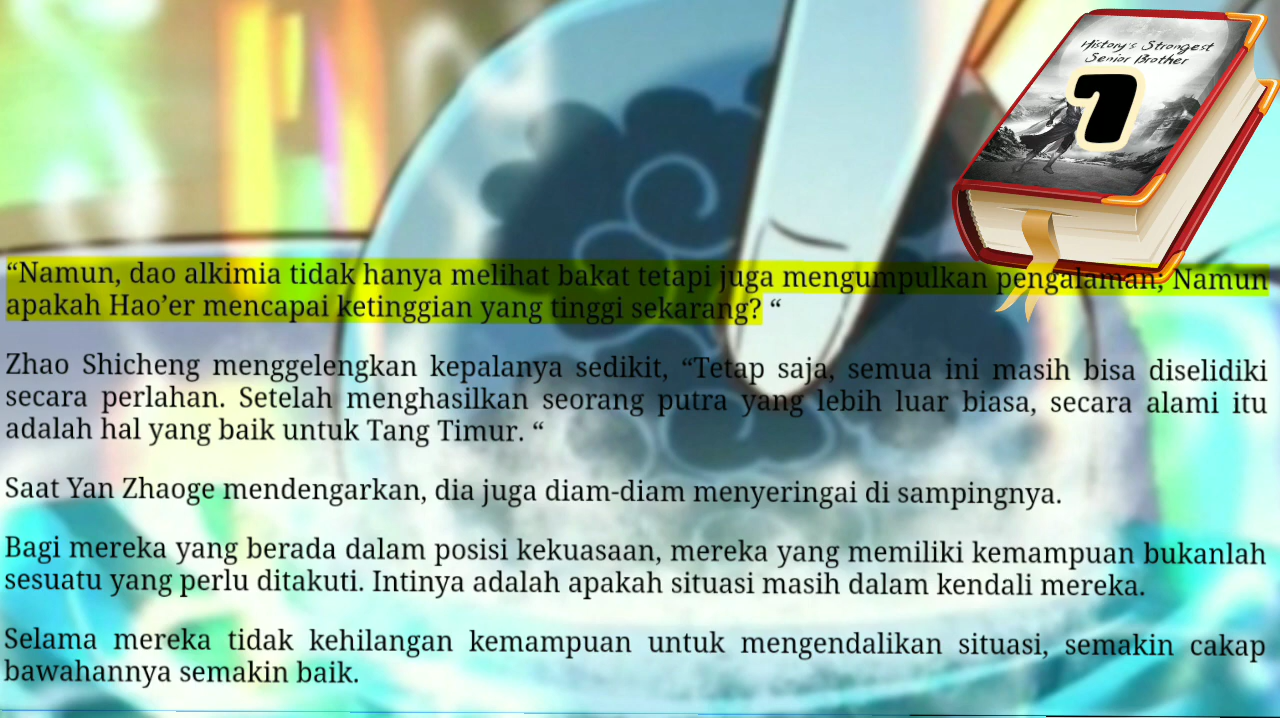 History's Strongest
Senior Brother
1
“Namun, dao alkimia tidak hanya melihat bakat tetapi juga mengumpulkan pengalaman; Namun
apakah Hao’er mencapai ketinggian yang tinggi sekarang? “
Zhao Shicheng menggelengkan kepalanya sedikit, “Tetap saja, semua ini masih bisa diselidiki
secara perlahan. Setelah menghasilkan seorang putra yang lebih luar biasa, secara alami itu
adalah hal yang baik untuk Tang Timur. “
Saat Yan Zhaoge mendengarkan, dia juga diam-diam menyeringai di sampingnya.
Bagi mereka yang berada dalam posisi kekuasaan, mereka yang memiliki kemampuan bukanlah
sesuatu yang perlu ditakuti. Intinya adalah apakah situasi masih dalam kendali mereka.
Selama mereka tidak kehilangan kemampuan untuk mengendalikan situasi, semakin cakap
bawahannya semakin baik.